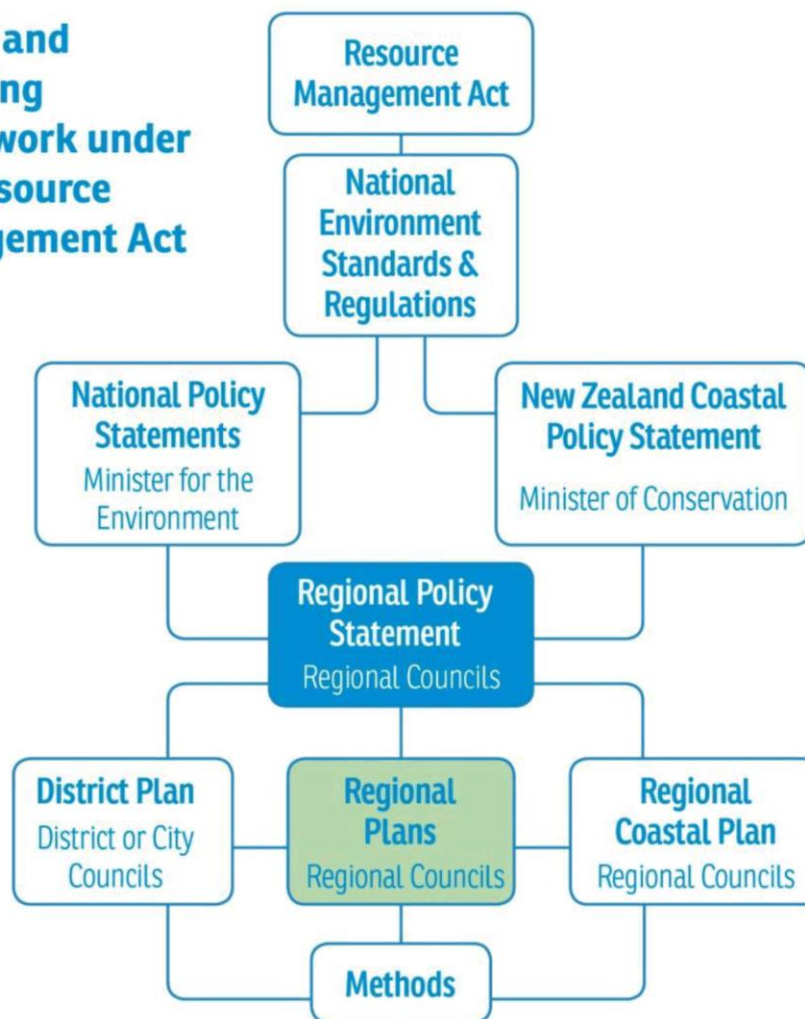 and
ng
work under
source
gement Act
Resource
Management Act
National
Environment
Standards &
Regulations
National Policy
Statements
Minister for the
Environment
New Zealand Coastal
Policy Statement
Minister of Conservation
Regional Policy
Statement
Regional Councils
District Plan
District or City
Councils
Regional
Plans
Regional Councils
Regional
Coastal Plan
Regional Councils
Methods